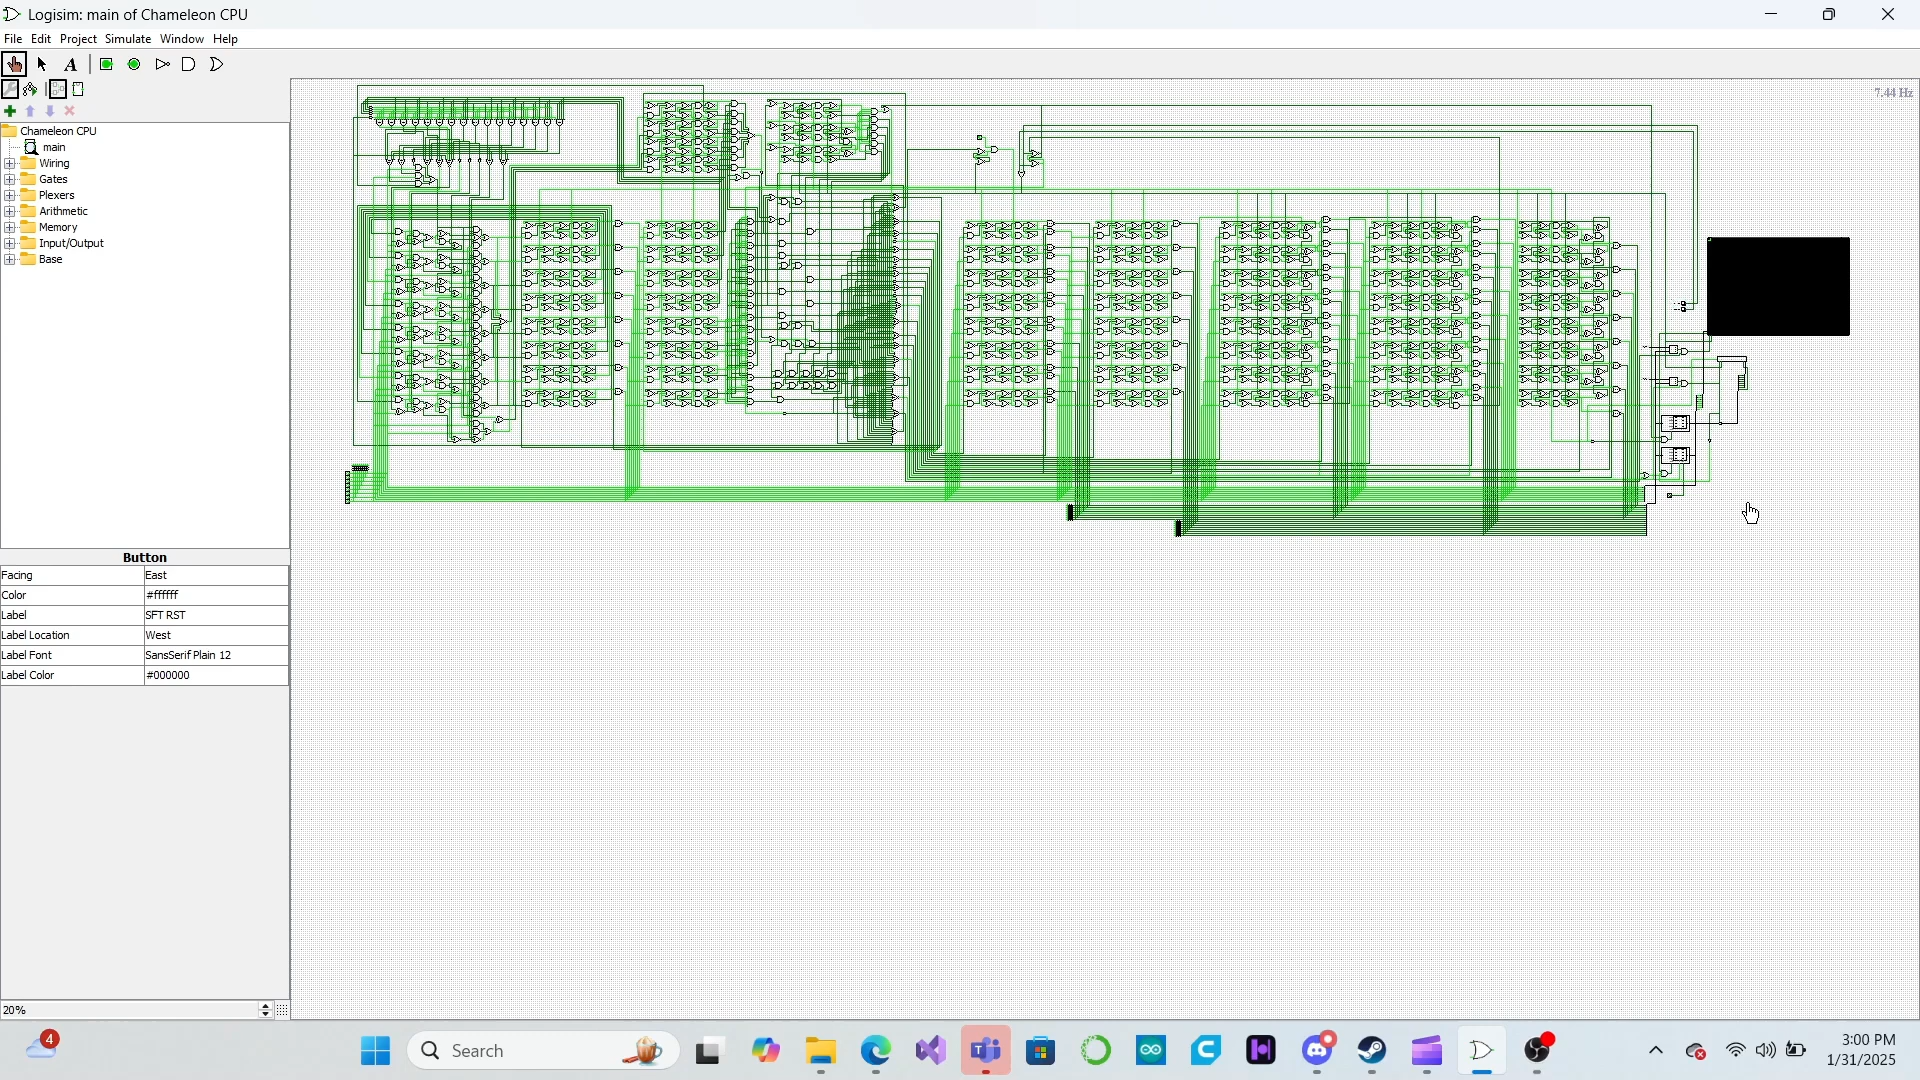 Logisim: main of Chameleon CPU
File Edit Project Simulate Window Help
A
7.44 Hz
Chameleon CPU
main
Wiring
Gates
Plexers
Arithmetic
Memory
Input/Output
Base
Button
Facing East
Color #ffffff
Label SFT RST
Label Location West
Label Font SansSerif Plain 12
Label Color #000000
20%
4
Search
3:00 PM
1/31/2025